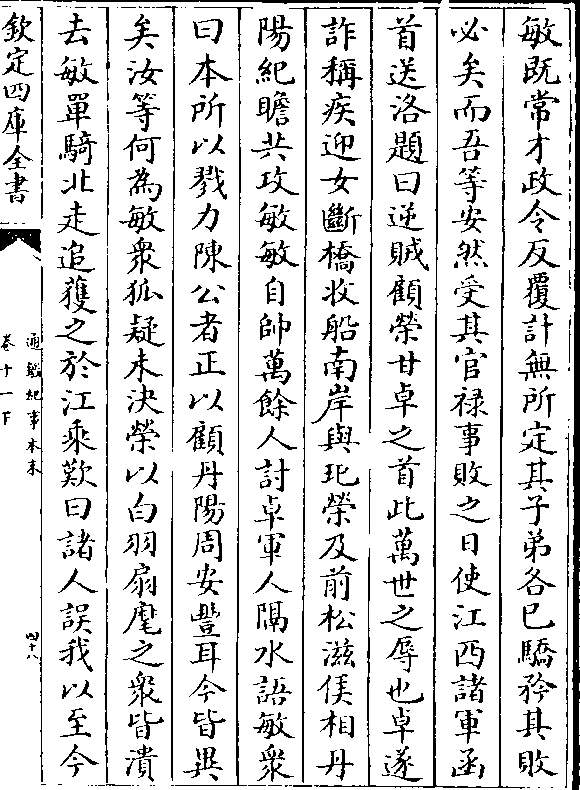 敏既常才政令反覆計無所定其子弟各已驕矜其敗
必矣而吾等安然受其官禄事敗之日使江西諸軍函
首送洛題曰逆賊顧榮甘卓之首此萬世之辱也卓遂
詐稱疾迎女斷橋收船南岸與玘榮及前松滋侯相丹
陽紀瞻共攻敏敏自帥萬餘人討卓軍人隔水語敏衆
曰本所以戮力陳公者正以顧丹陽周安豐耳今皆異
矣汝等何為敏衆狐疑未決榮以白羽扇麾之衆皆潰
去敏單騎北走追獲之於江乘歎曰諸人誤我以至今
欽定四庫全書
通鑑紀事本末
卷十一下
四十八